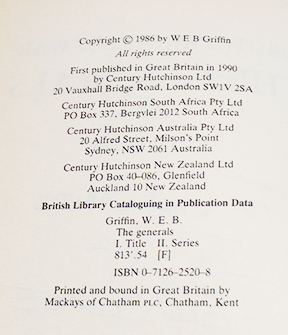 Copyright © 1986 by W E B Griffin
All rights reserved
First published in Great Britain in 1990
by Century Hutchinson Ltd
20 Vauxhall Bridge Road, London SW1V 2SA
Century Hutchinson South Africa Pty Ltd
PO Box 337, Bergvlei 2012 South Africa
Century Hutchinson Australia Pty Ltd
20 Alfred Street, Milson's Point
Sydney, NSW 2061 Australia
Century Hutchinson New Zealand Ltd
PO Box 40–086, Glenfield
Auckland 10 New Zealand
British Library Cataloguing in Publication Data
Griffin, W. E. B.
The generals
I. Title II. Series
813'.54 [F]
ISBN 0–7126–2520–8
Printed and bound in Great Britain by
Mackays of Chatham PLC, Chatham, Kent